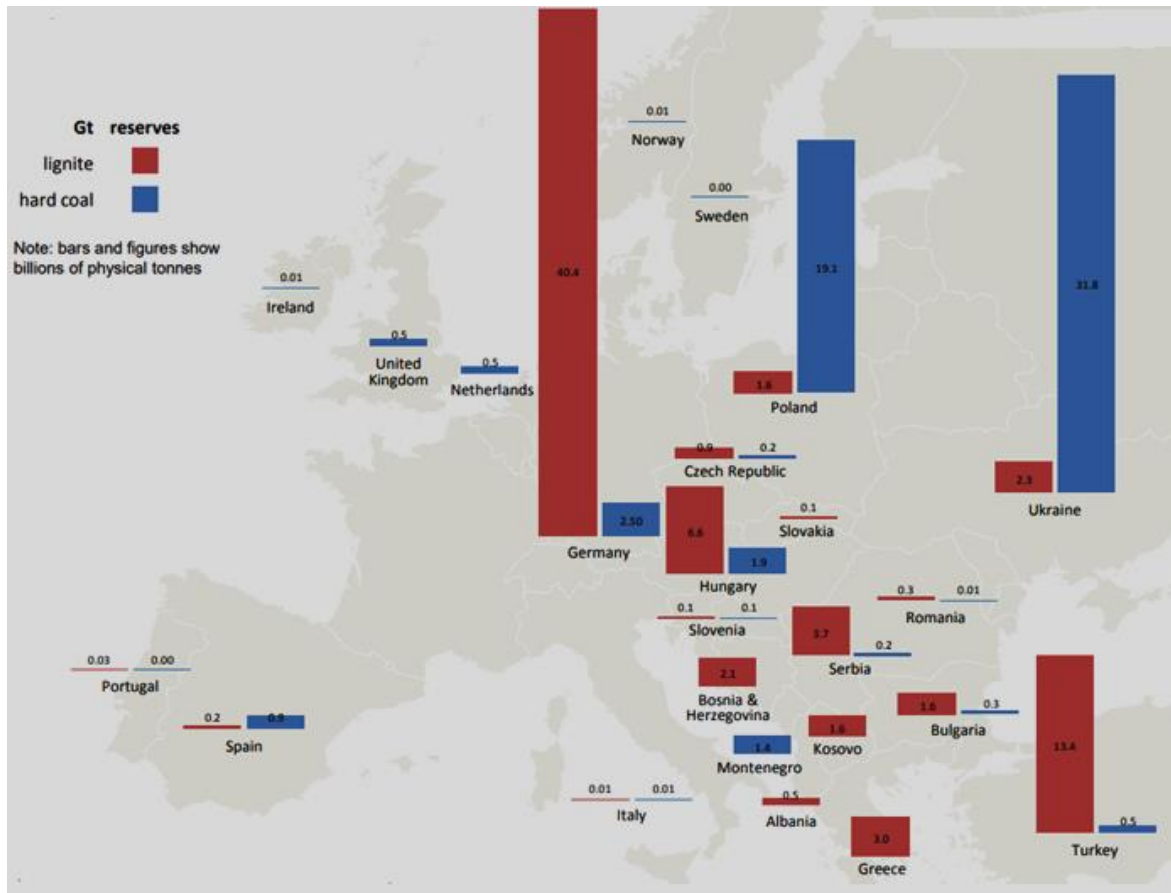 Gt reserves
lignite
hard coal
Note: bars and figures show
billions of physical tonnes
0.01
Norway
0.00
Sweden
0.01
Ireland
0.5
United
Kingdom
0.5
Netherlands
40.4
2.50
Germany
1.6
19.1
Poland
2.3
31.8
Ukraine
0.9
0.2
Czech Republic
0.1
Slovakia
6.6
1.9
Hungary
0.1
0.1
Slovenia
3.7
0.2
Serbia
0.3
0.01
Romania
0.03
0.00
Portugal
0.2
0.9
Spain
2.1
Bosnia &
Herzegovina
1.4
Montenegro
1.6
Kosovo
1.6
0.3
Bulgaria
13.4
0.5
Turkey
0.01
0.01
Italy
0.5
Albania
3.0
Greece